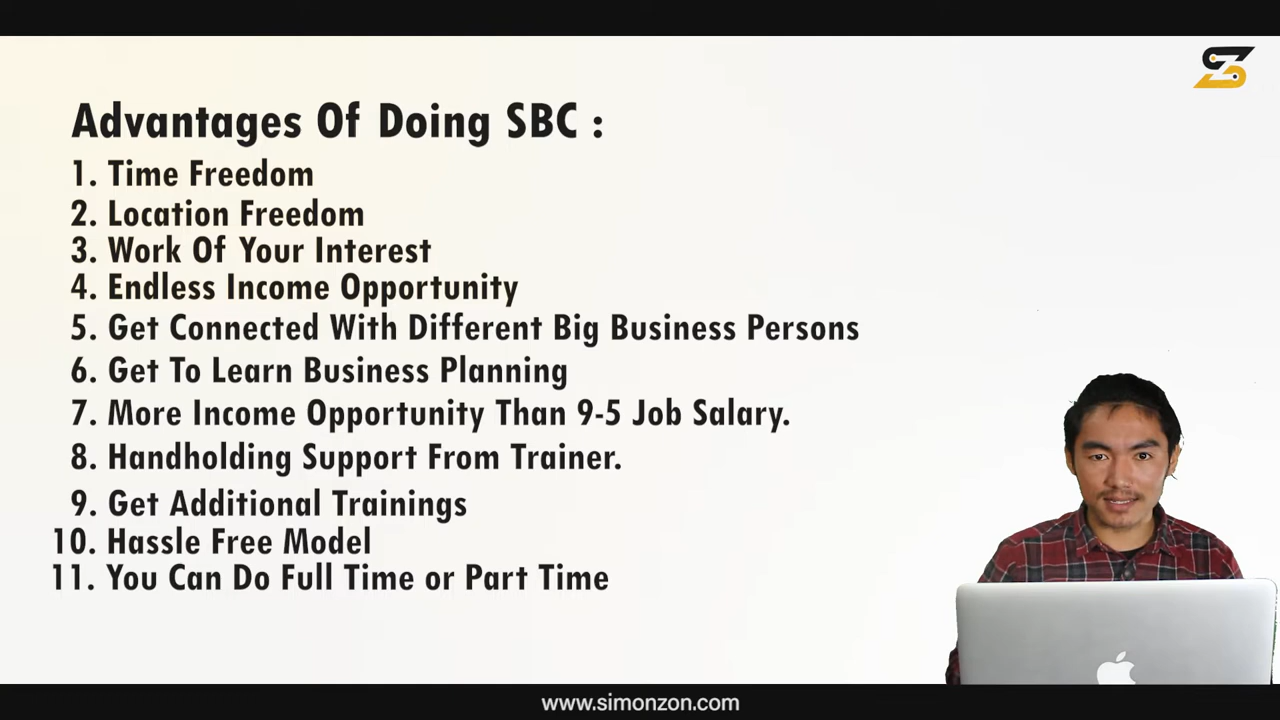 Advantages Of Doing SBC :
1. Time Freedom
2. Location Freedom
3. Work Of Your Interest
4. Endless Income Opportunity
5. Get Connected With Different Big Business Persons
6. Get To Learn Business Planning
7. More Income Opportunity Than 9-5 Job Salary.
8. Handholding Support From Trainer.
9. Get Additional Trainings
10. Hassle Free Model
11. You Can Do Full Time or Part Time
www.simonzon.com